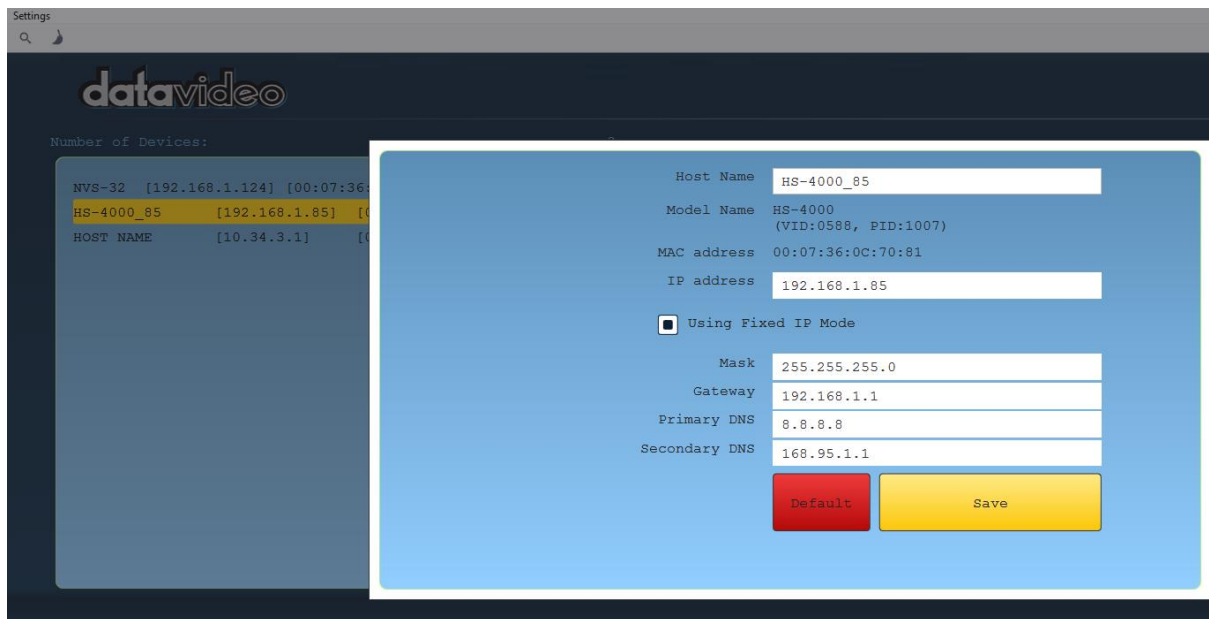 Settings
datavideo
Number of Devices:
NVS-32 [192.168.1.124] [00:07:36:
HS-4000_85 [192.168.1.85] [0
HOST NAME [10.34.3.1] [0
Host Name HS-4000_85
Model Name HS-4000
(VID:0588, PID:1007)
MAC address 00:07:36:0C:70:81
IP address 192.168.1.85
Using Fixed IP Mode
Mask 255.255.255.0
Gateway 192.168.1.1
Primary DNS 8.8.8.8
Secondary DNS 168.95.1.1
Default Save